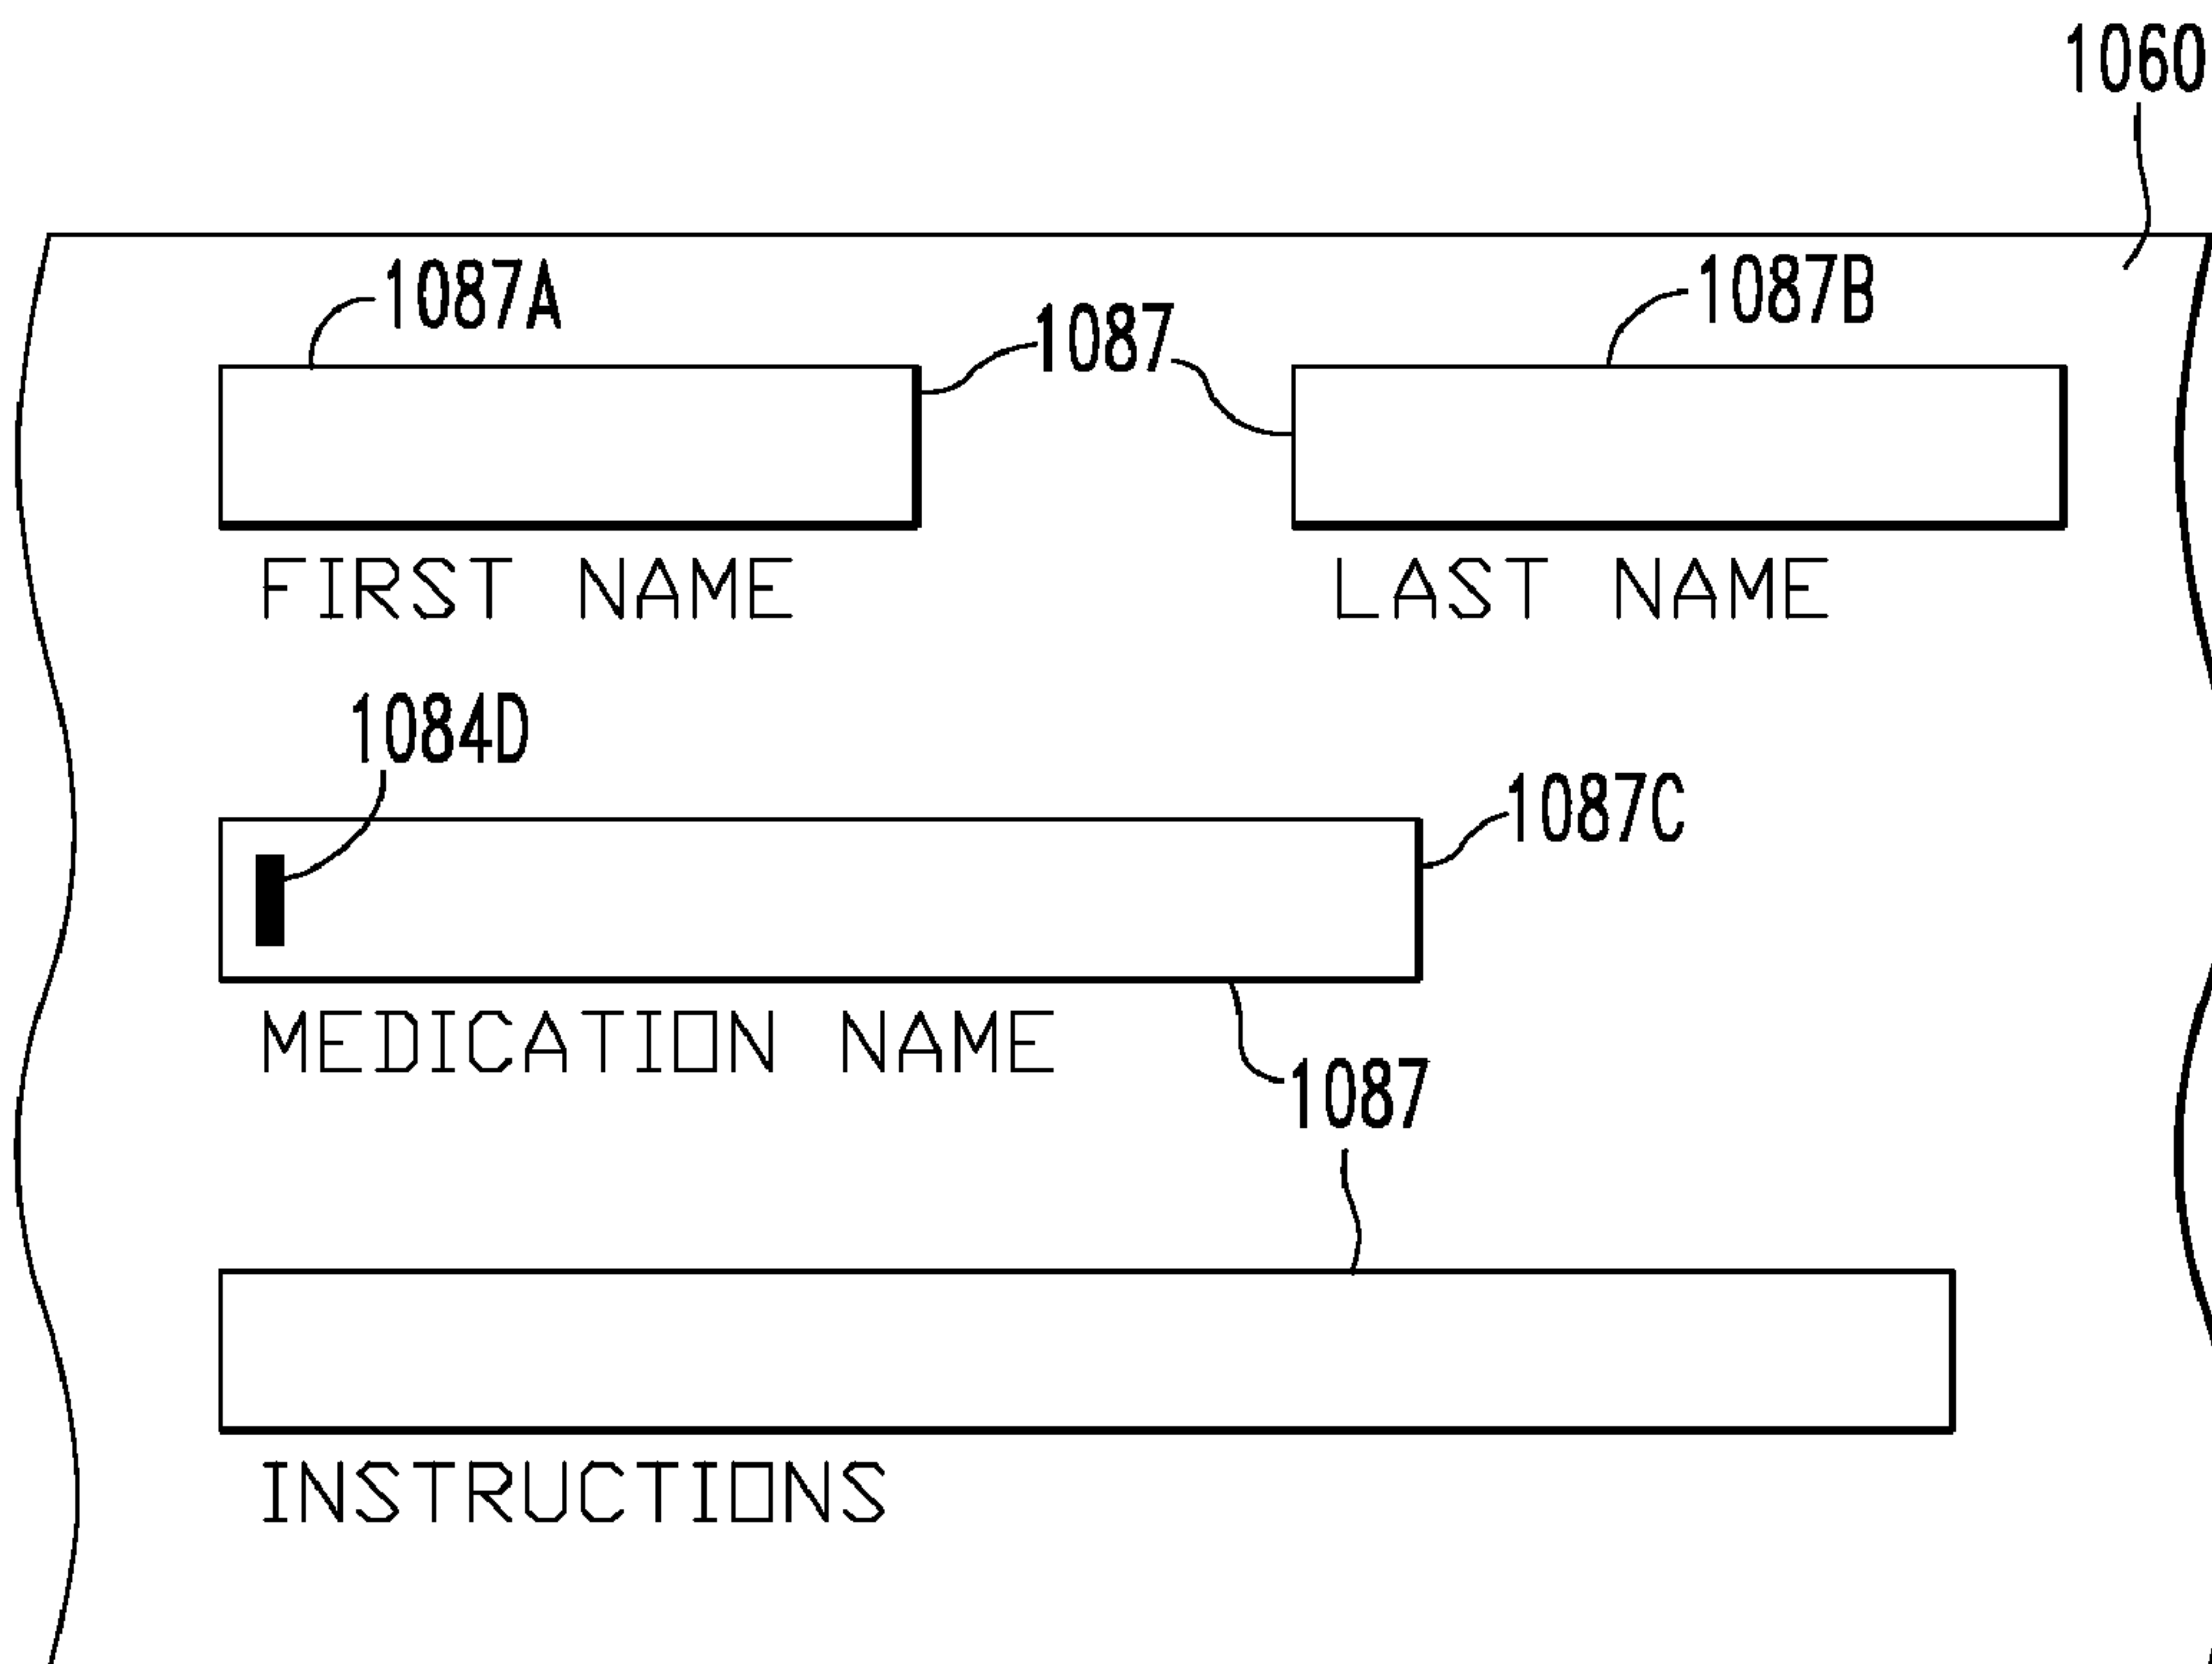 1060
1087A
1087
1087B
FIRST NAME
LAST NAME
1084D
1087C
MEDICATION NAME
1087
INSTRUCTIONS